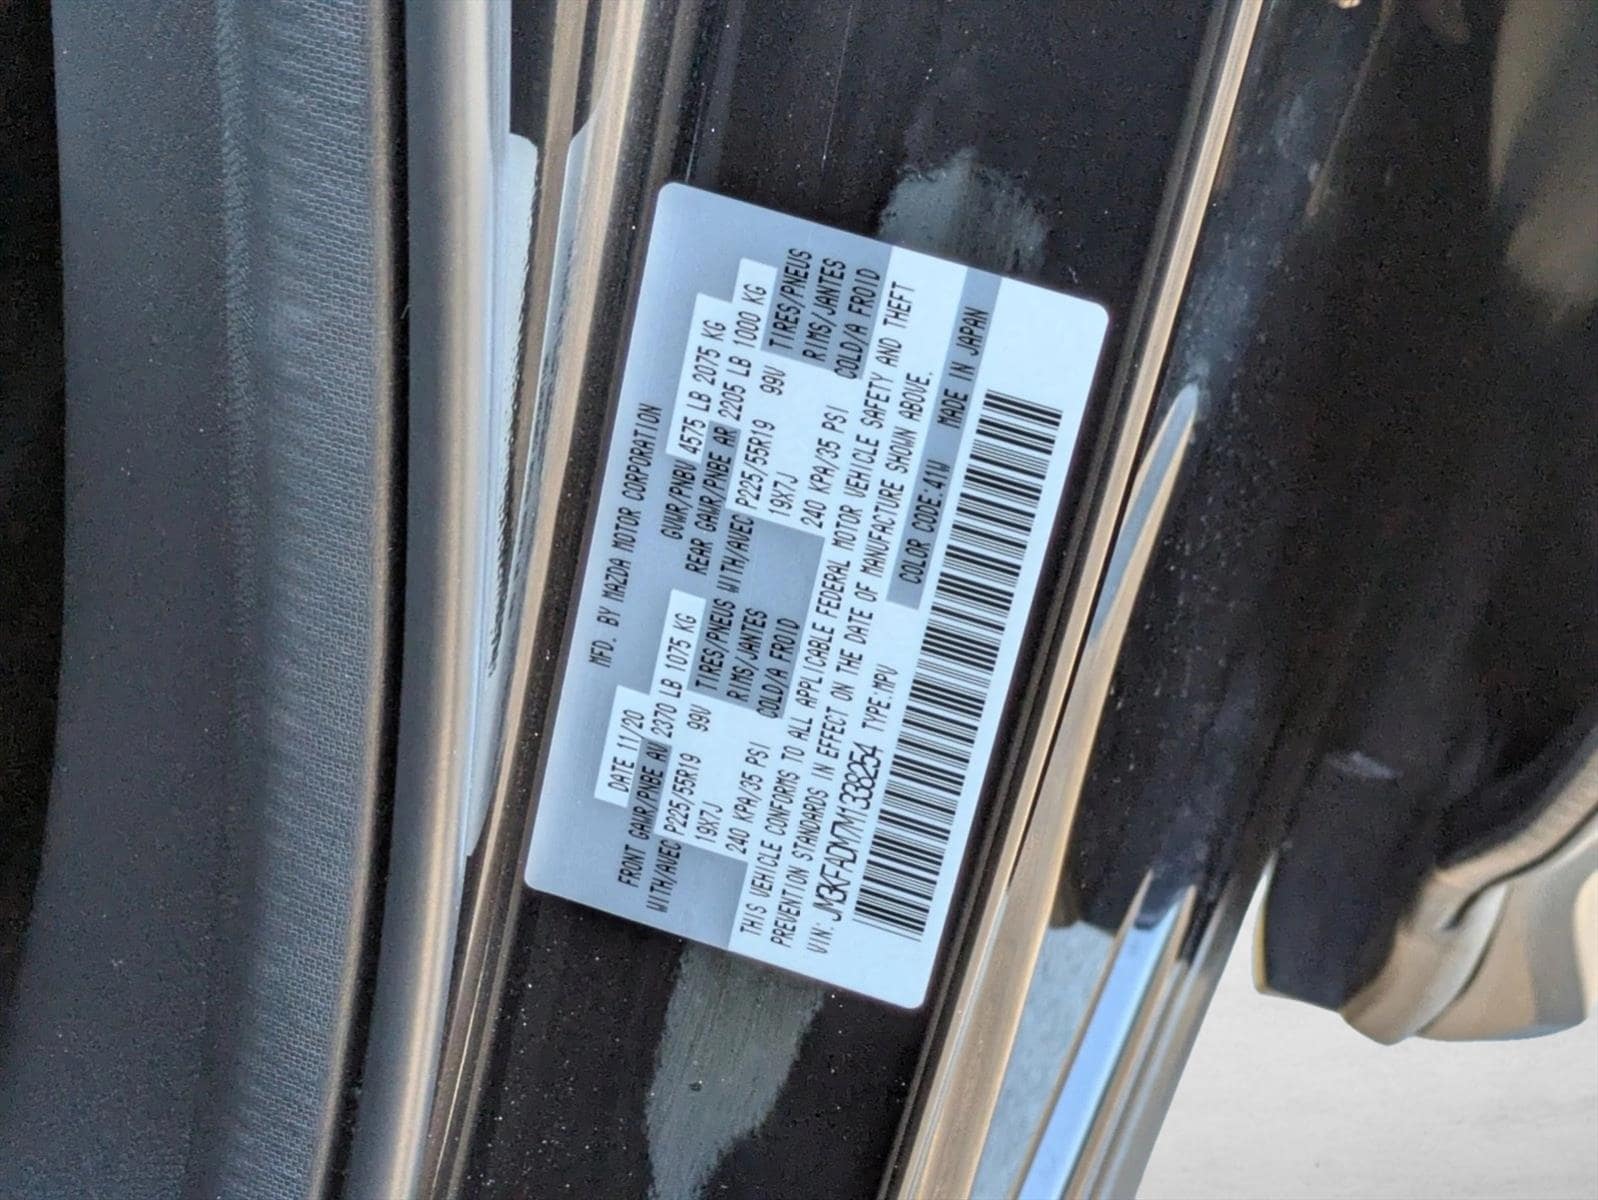 MFD. BY MAZDA MOTOR CORPORATION
DATE 11/20 GVWR/PNBV 4575 LB 2075 KG
FRONT GAWR/PNBE AV 2370 LB 1075 KG REAR GAWR/PNBE AR 2205 LB 1000 KG
WITH/AVEC P225/55R19 99V TIRES/PNEUS WITH/AVEC P225/55R19 99V TIRES/PNEUS
19X7J RIMS/JANTES 19X7J RIMS/JANTES
240 KPA/35 PSI COLD/A FROID 240 KPA/35 PSI COLD/A FROID
THIS VEHICLE CONFORMS TO ALL APPLICABLE FEDERAL MOTOR VEHICLE SAFETY AND THEFT
PREVENTION STANDARDS IN EFFECT ON THE DATE OF MANUFACTURE SHOWN ABOVE.
VIN: JM3KFADM7M1338254 TYPE:MPV COLOR CODE:41W MADE IN JAPAN